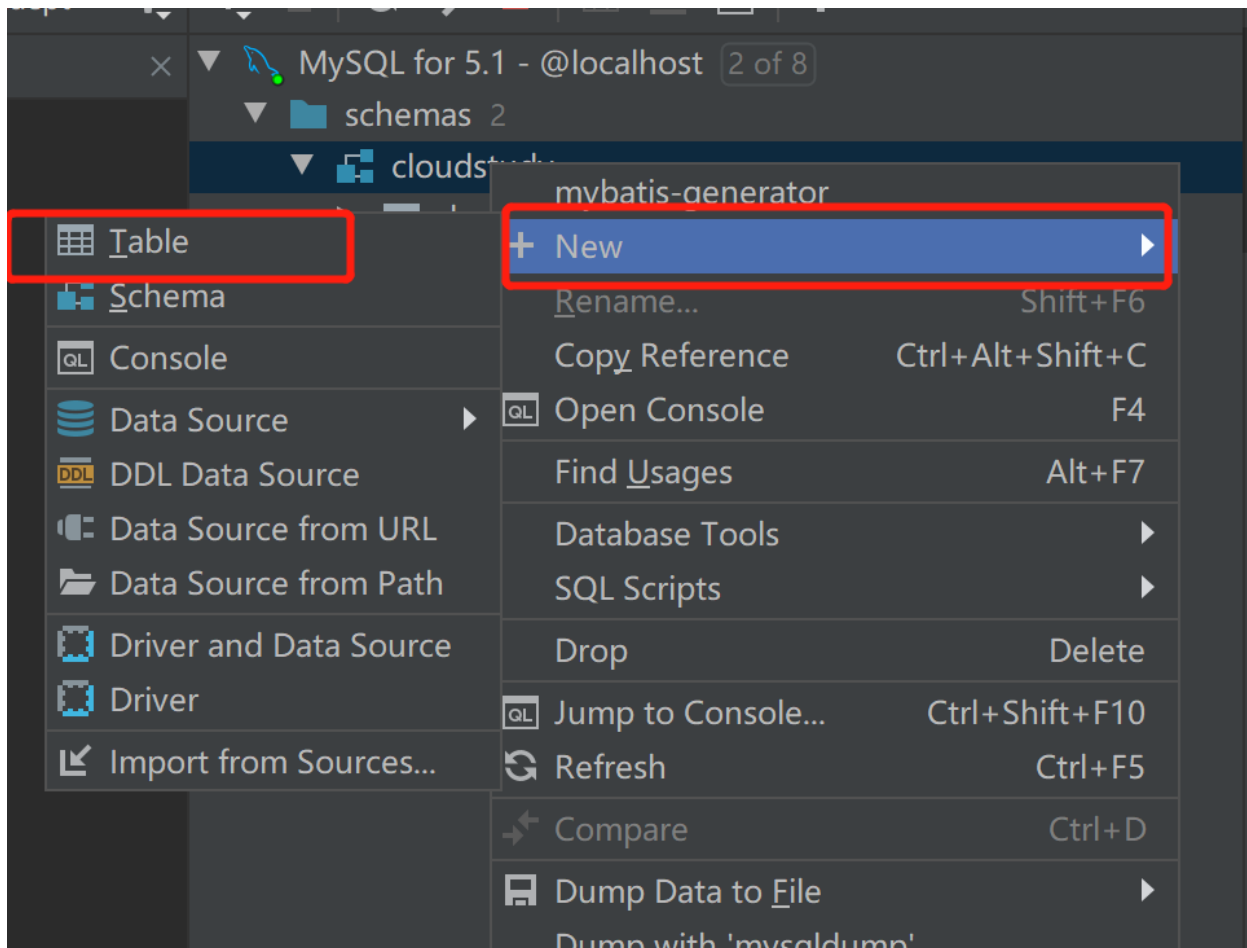 MySQL for 5.1 - @localhost 2 of 8
schemas 2
mybatis-generator
New
Rename... Shift+F6
Copy Reference Ctrl+Alt+Shift+C
Open Console F4
Find Usages Alt+F7
Database Tools
SQL Scripts
Drop Delete
Jump to Console... Ctrl+Shift+F10
Refresh Ctrl+F5
Compare Ctrl+D
Dump Data to File
Dump with 'mysqldump'
Table
Schema
QL Console
Data Source
DDL Data Source
Data Source from URL
Data Source from Path
Driver and Data Source
Driver
Import from Sources...